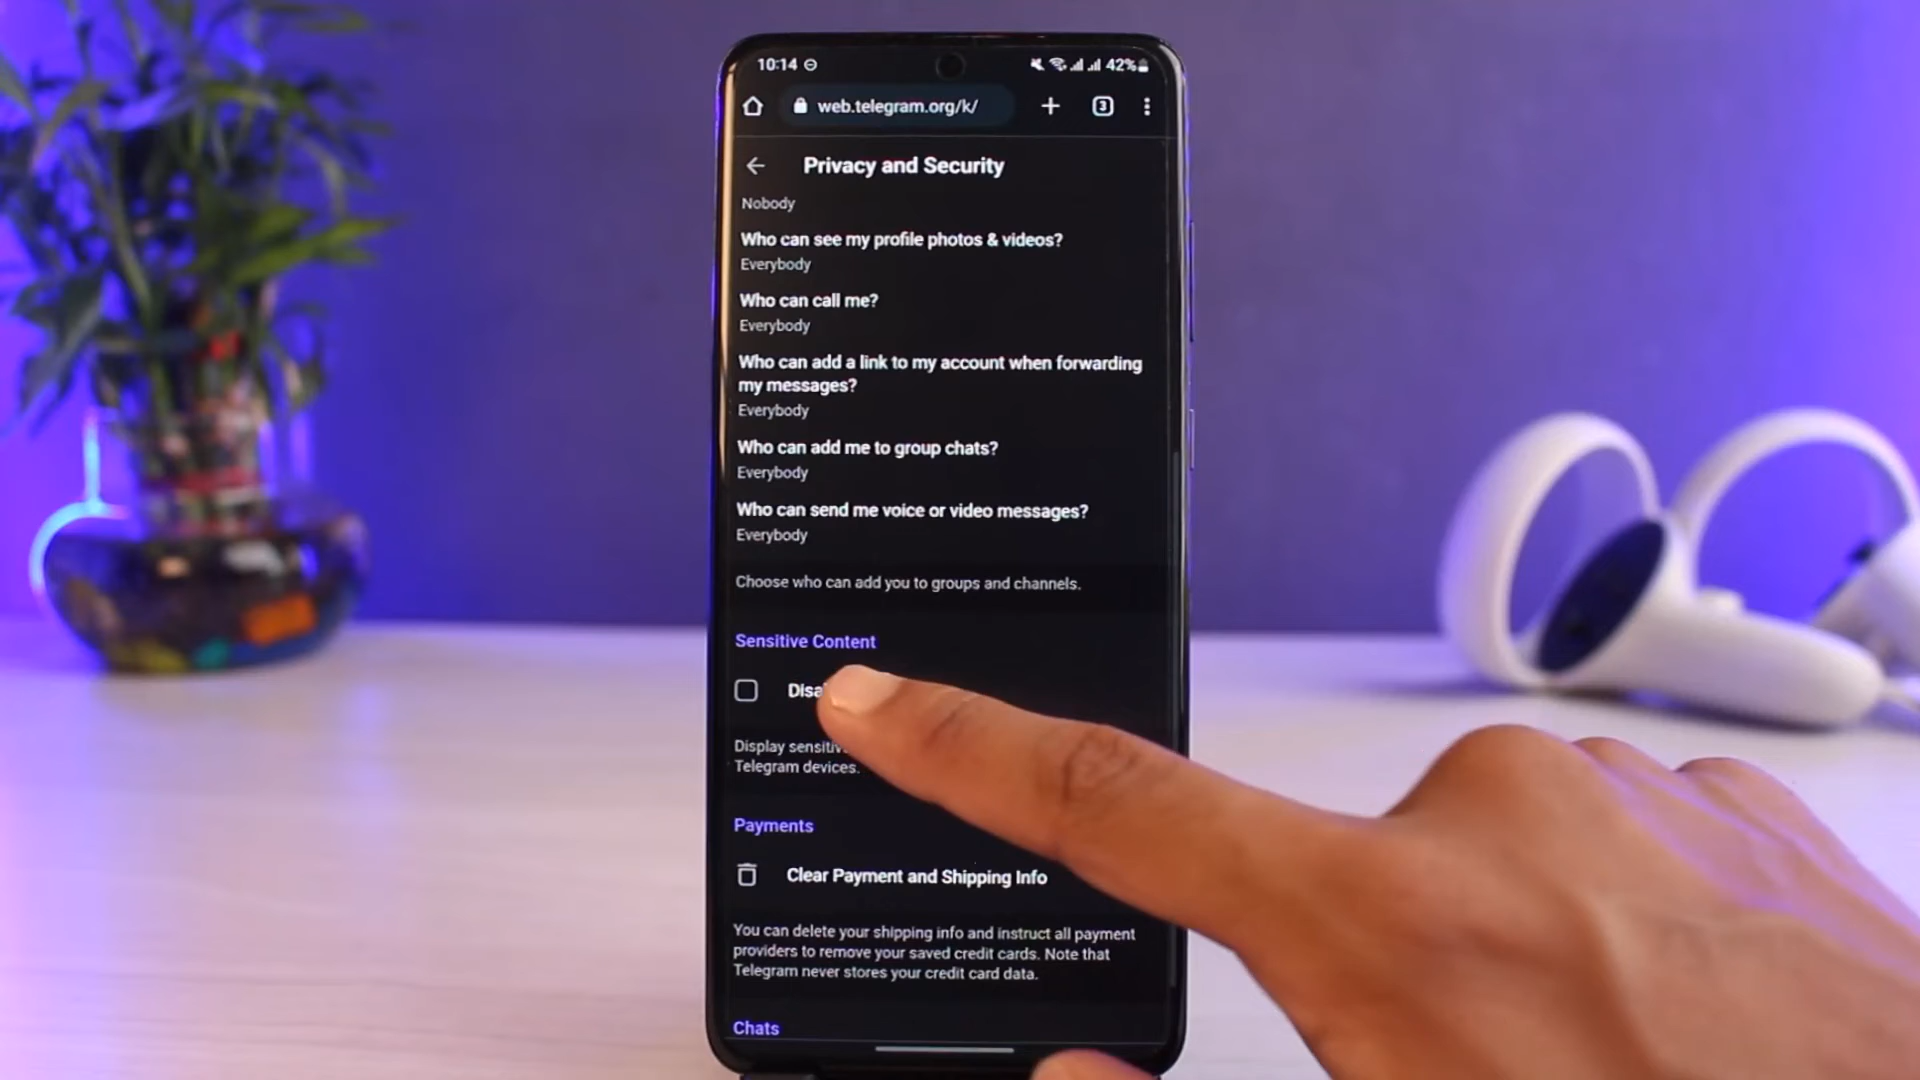 10:14
42%
web.telegram.org/k/
3
Privacy and Security
Nobody
Who can see my profile photos & videos?
Everybody
Who can call me?
Everybody
Who can add a link to my account when forwarding
my messages?
Everybody
Who can add me to group chats?
Everybody
Who can send me voice or video messages?
Everybody
Choose who can add you to groups and channels.
Sensitive Content
Display
Telegram devices.
Payments
Clear Payment and Shipping Info
You can delete your shipping info and instruct all payment
providers to remove your saved credit cards. Note that
Telegram never stores your credit card data.
Chats